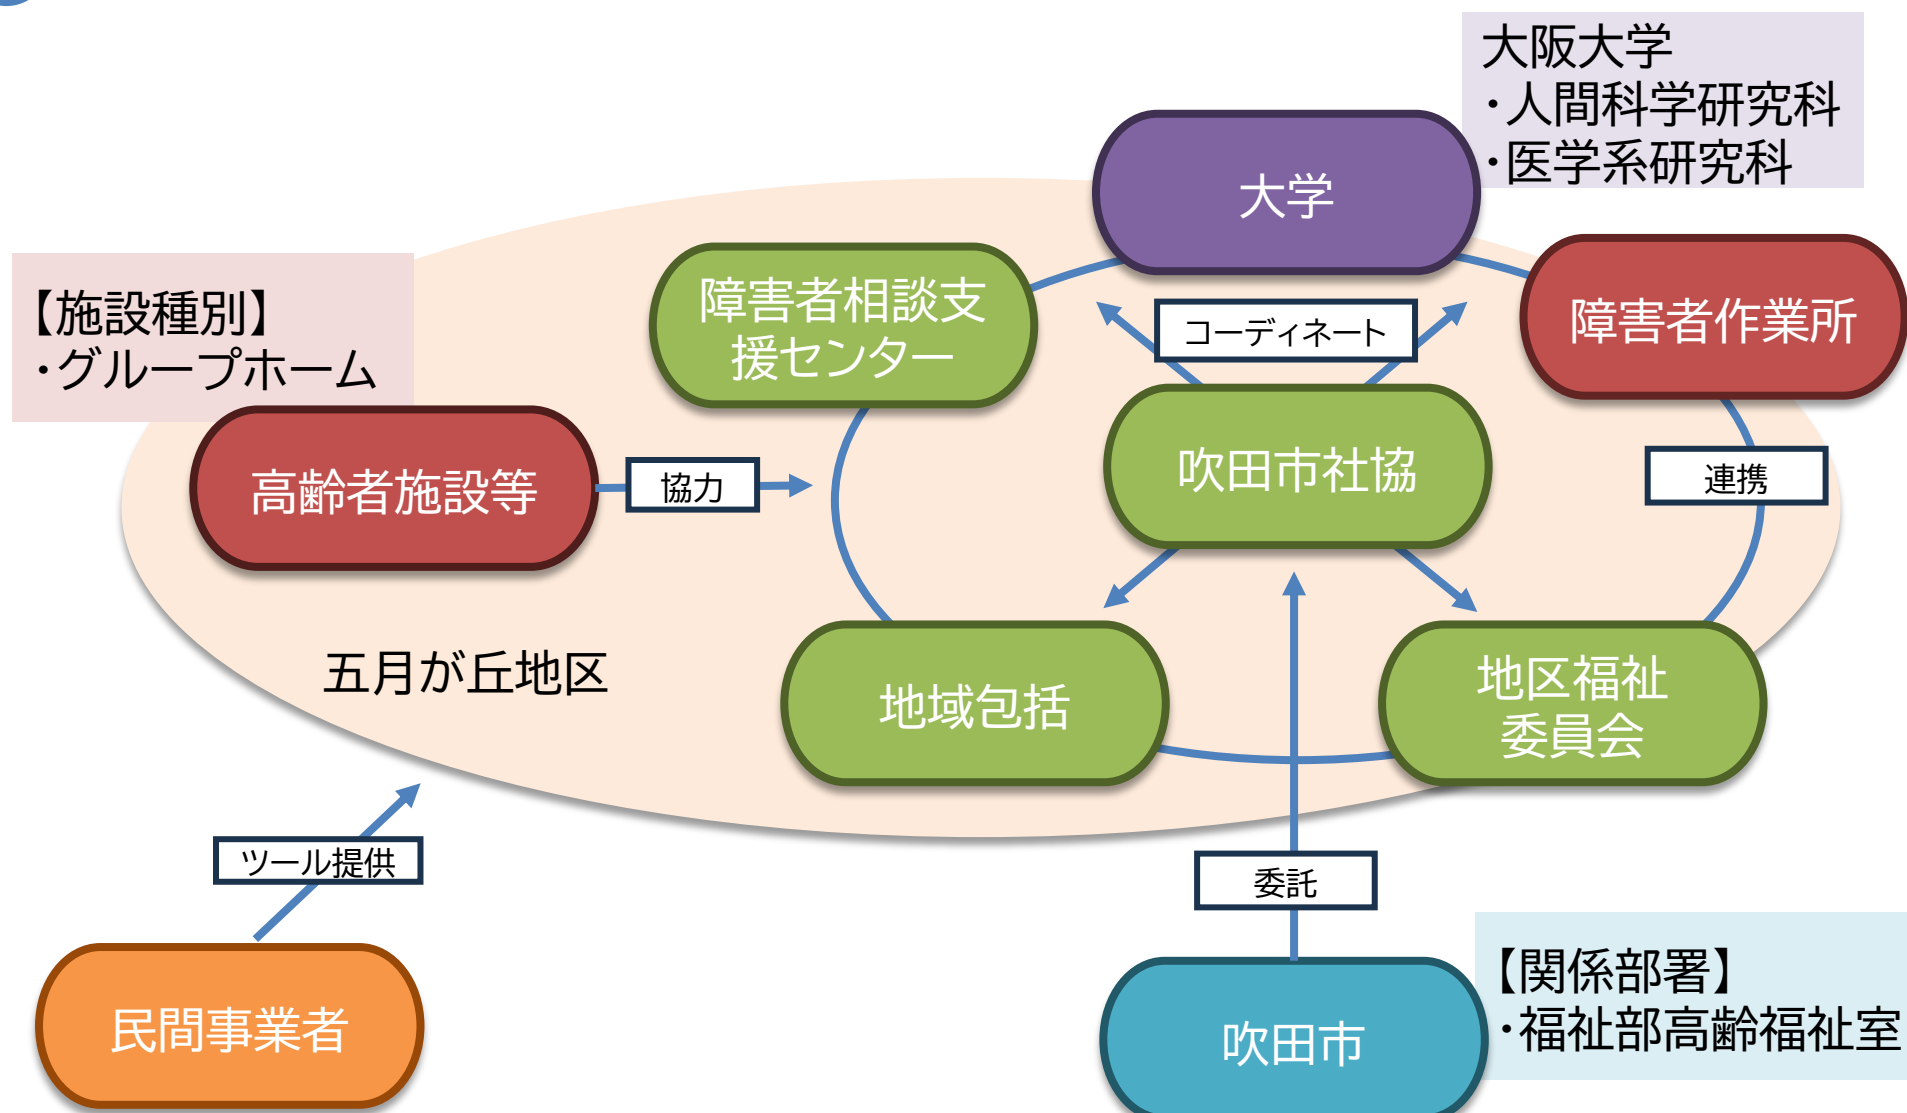 大阪大学
・人間科学研究科
・医学系研究科
大学
障害者相談支
援センター
障害者作業所
コーディネート
【施設種別】
・グループホーム
高齢者施設等
協力
吹田市社協
連携
五月が丘地区
地域包括
地区福祉
委員会
ツール提供
委託
民間事業者
吹田市
【関係部署】
・福祉部高齢福祉室